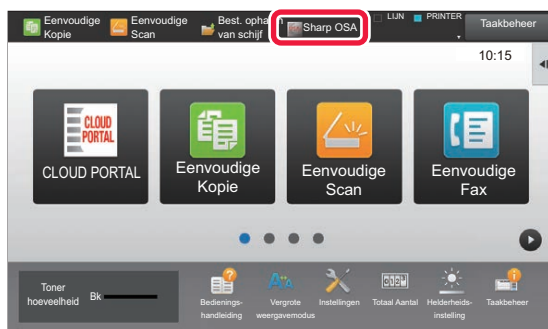 Eenvoudige
Kopie
Eenvoudige
Scan
Best. opha
van schijf
Sharp OSA
LIJN
PRINTER
Taakbeheer
10:15
CLOUD
PORTAL
CLOUD PORTAL
Eenvoudige
Kopie
Eenvoudige
Scan
Eenvoudige
Fax
Toner
hoeveelheid
Bk
Bedienings-
handleiding
Vergrote
weergavemodus
Instellingen
Totaal Aantal
Helderheids-
instelling
Taakbeheer